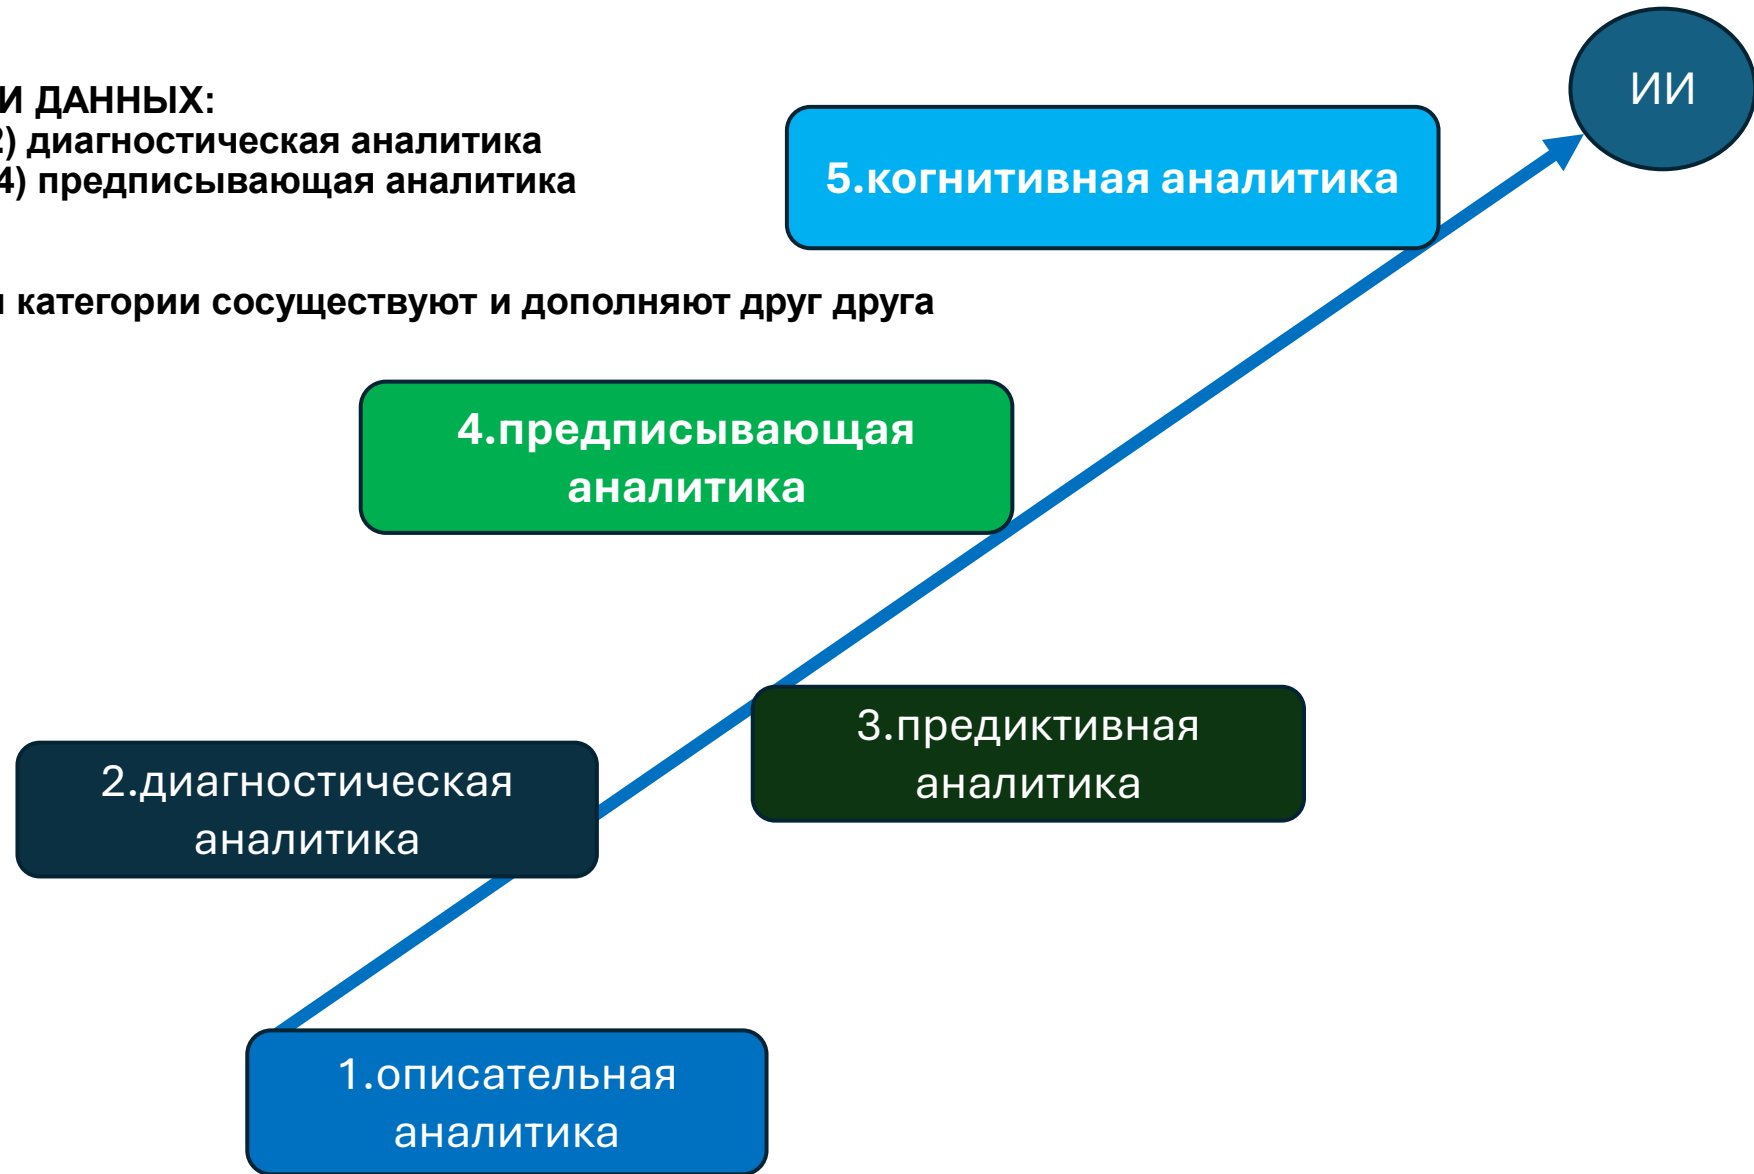 И ДАННЫХ:
2) диагностическая аналитика
4) предписывающая аналитика
категории сосуществуют и дополняют друг друга
ИИ
5.когнитивная аналитика
4.предписывающая
аналитика
3.предиктивная
аналитика
2.диагностическая
аналитика
1.описательная
аналитика